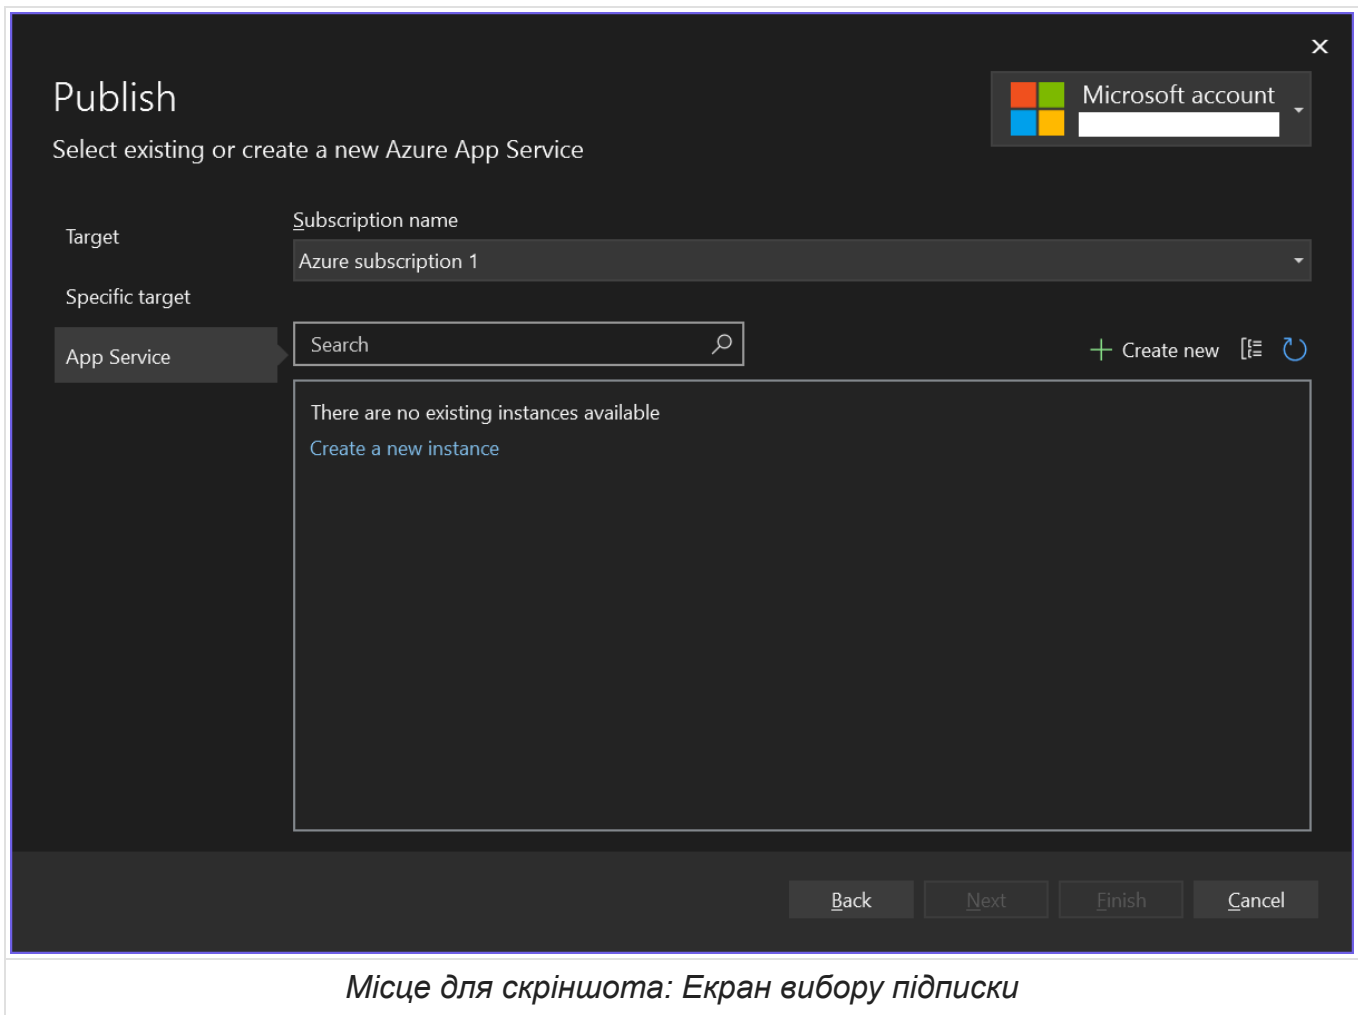 Publish
Select existing or create a new Azure App Service
Microsoft account
Target
Specific target
App Service
Subscription name
Azure subscription 1
Search
Create new
There are no existing instances available
Create a new instance
Back
Next
Finish
Cancel
Місце для скріншота: Екран вибору підписки